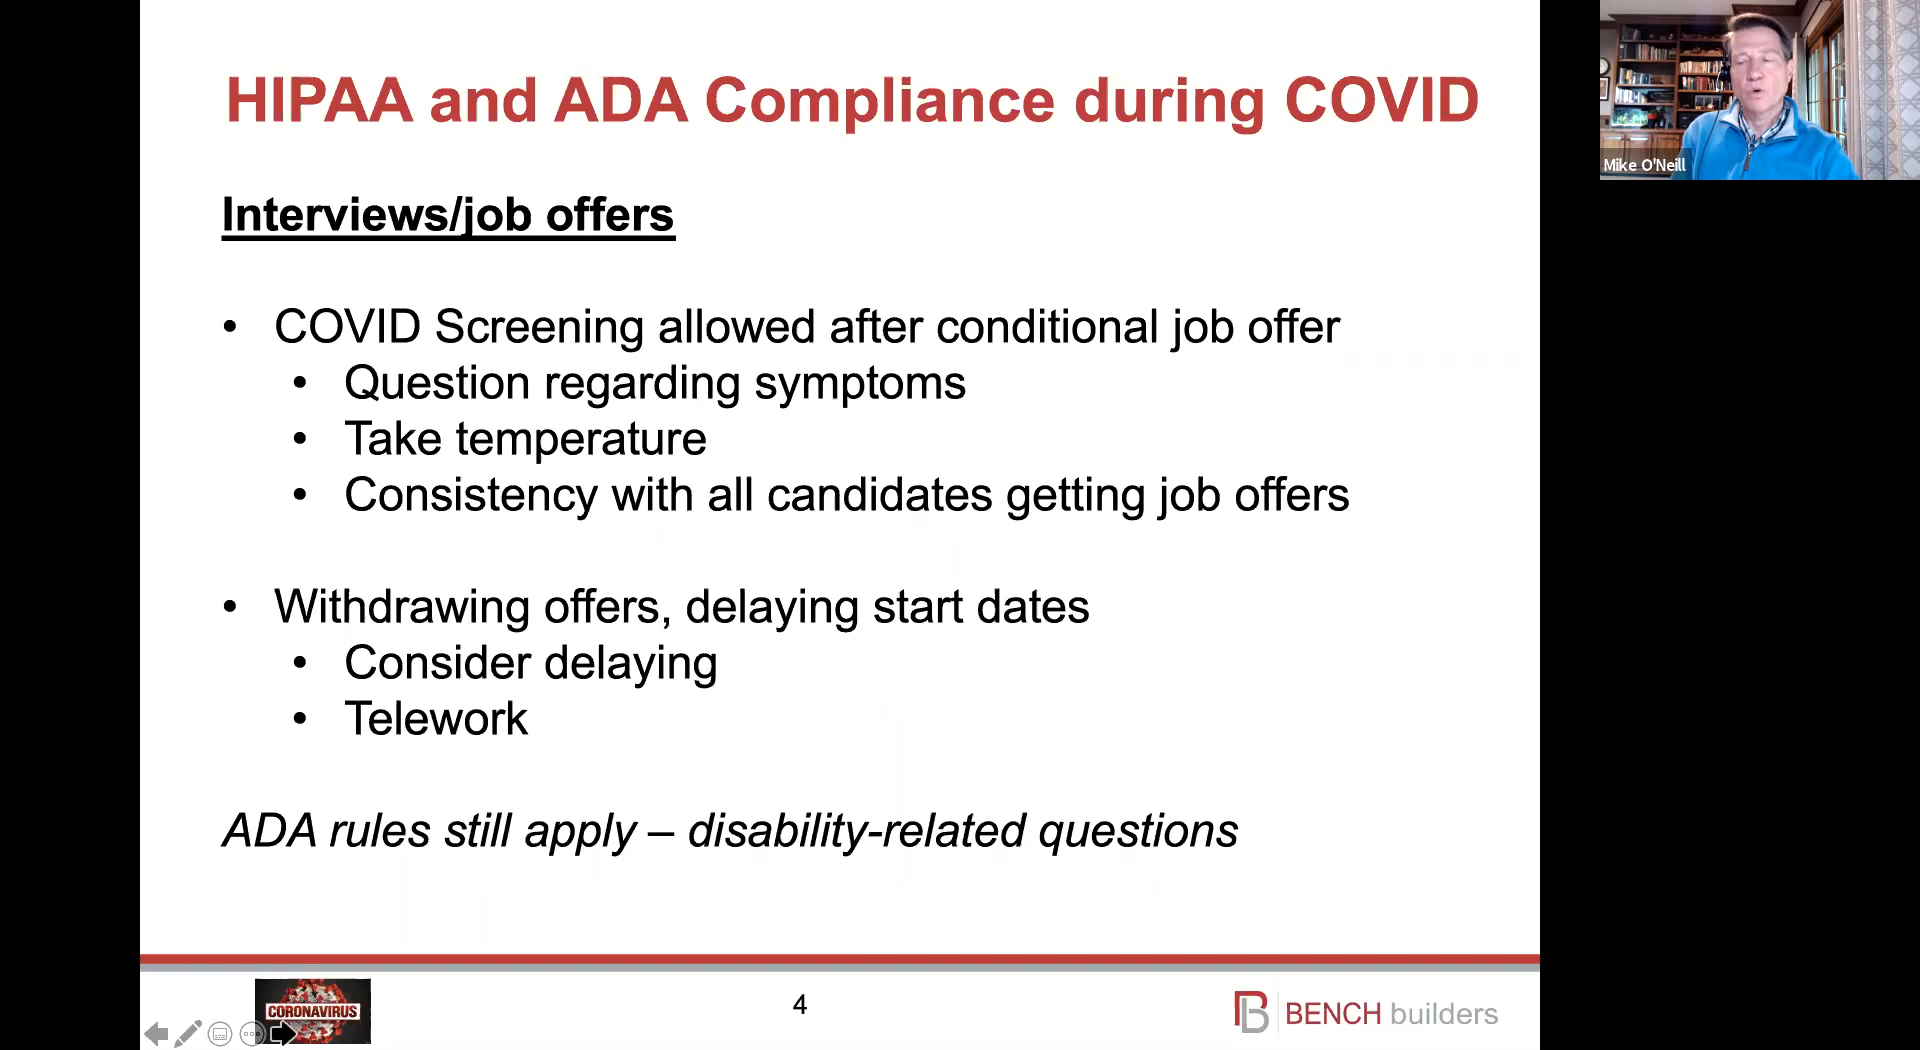 HIPAA and ADA Compliance during COVID
Mike O'Neill
Interviews/job offers
• COVID Screening allowed after conditional job offer
• Question regarding symptoms
• Take temperature
• Consistency with all candidates getting job offers
• Withdrawing offers, delaying start dates
• Consider delaying
• Telework
ADA rules still apply – disability-related questions
CORONAVIRUS
4
BENCH builders